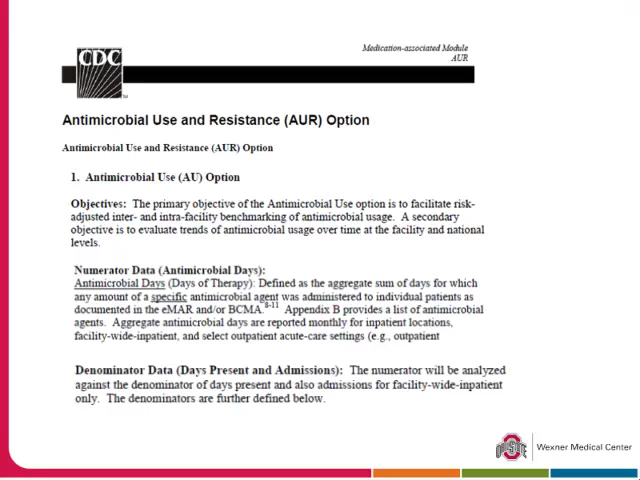 Medication-associated Module
AUR
CDC
TM
Antimicrobial Use and Resistance (AUR) Option
Antimicrobial Use and Resistance (AUR) Option
1. Antimicrobial Use (AU) Option
Objectives: The primary objective of the Antimicrobial Use option is to facilitate risk-
adjusted inter- and intra-facility benchmarking of antimicrobial usage. A secondary
objective is to evaluate trends of antimicrobial usage over time at the facility and national
levels.
Numerator Data (Antimicrobial Days):
Antimicrobial Days (Days of Therapy): Defined as the aggregate sum of days for which
any amount of a specific antimicrobial agent was administered to individual patients as
documented in the eMAR and/or BCMA.8-11 Appendix B provides a list of antimicrobial
agents. Aggregate antimicrobial days are reported monthly for inpatient locations,
facility-wide-inpatient, and select outpatient acute-care settings (e.g., outpatient
Denominator Data (Days Present and Admissions): The numerator will be analyzed
against the denominator of days present and also admissions for facility-wide-inpatient
only. The denominators are further defined below.
OHIO STATE
Wexner Medical Center